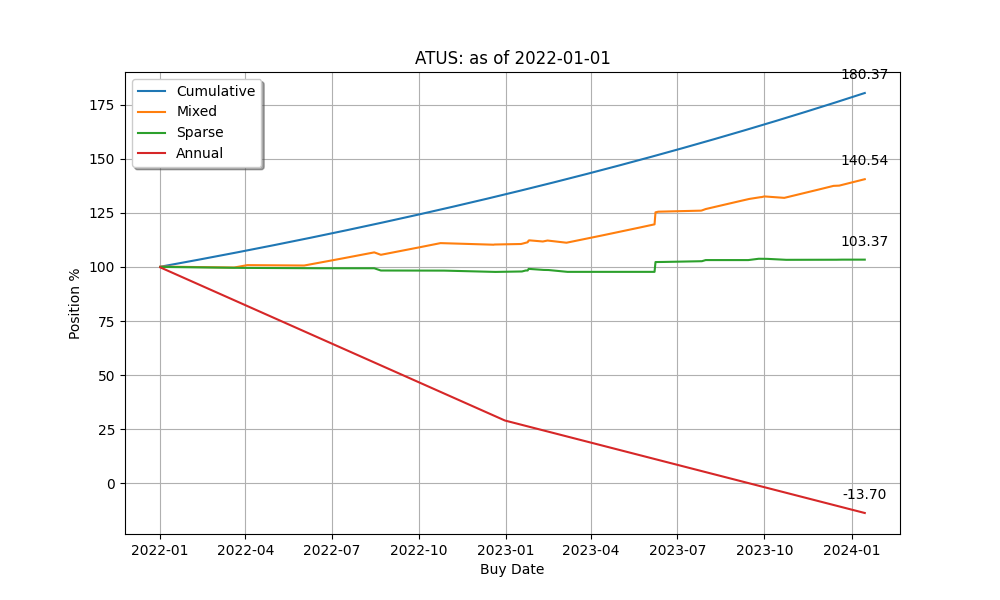 ATUS: as of 2022-01-01
180.37
Cumulative
Mixed
Sparse
Annual
175
150
125
100
75
50
25
0
Position %
140.54
103.37
-13.70
2022-01 2022-04 2022-07 2022-10 2023-01 2023-04 2023-07 2023-10 2024-01
Buy Date